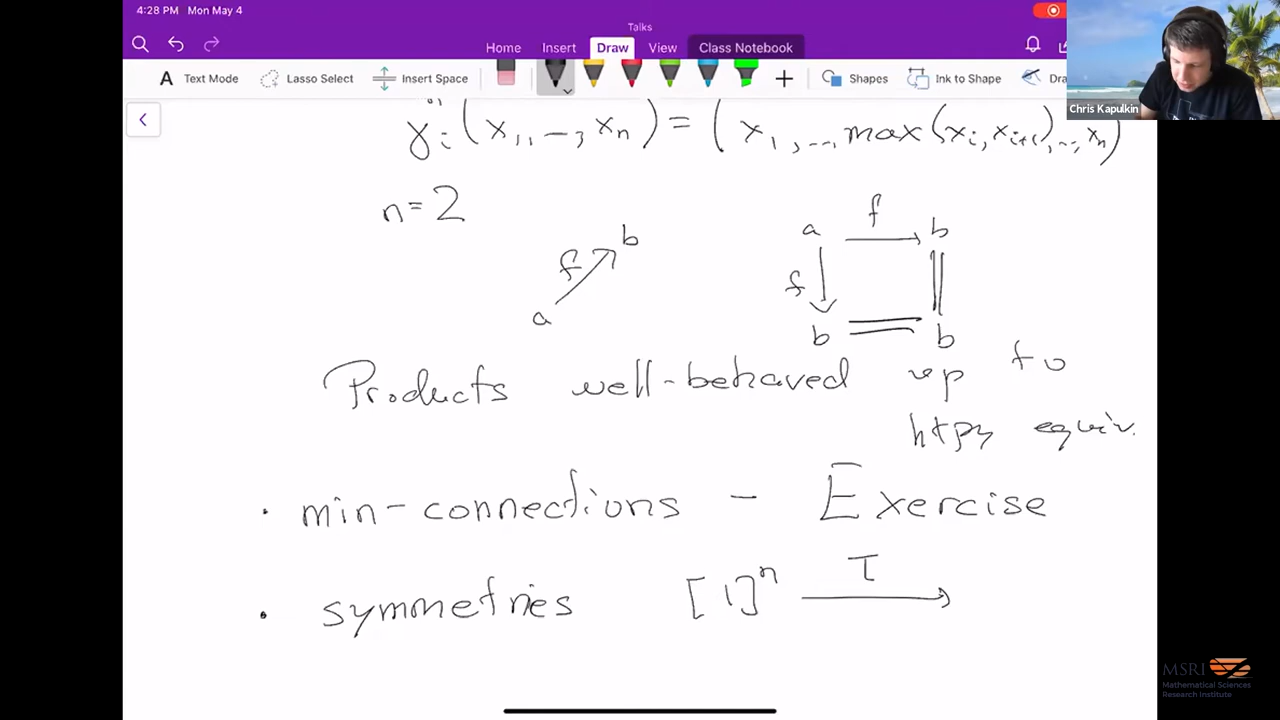 4:28 PM Mon May 4
Talks
Home Insert Draw View Class Notebook
Text Mode Lasso Select Insert Space Shapes Ink to Shape
Chris Kapulkin
γi (x1, –, xn) = (x1, ..., max(xi, xi+1), .., xn)
n = 2
a f b
a f b
f
b b
Products well-behaved up to
htpy equiv.
· min-connections – Exercise
· symmetries [1]^n T →
MSRI
Mathematical Sciences
Research Institute